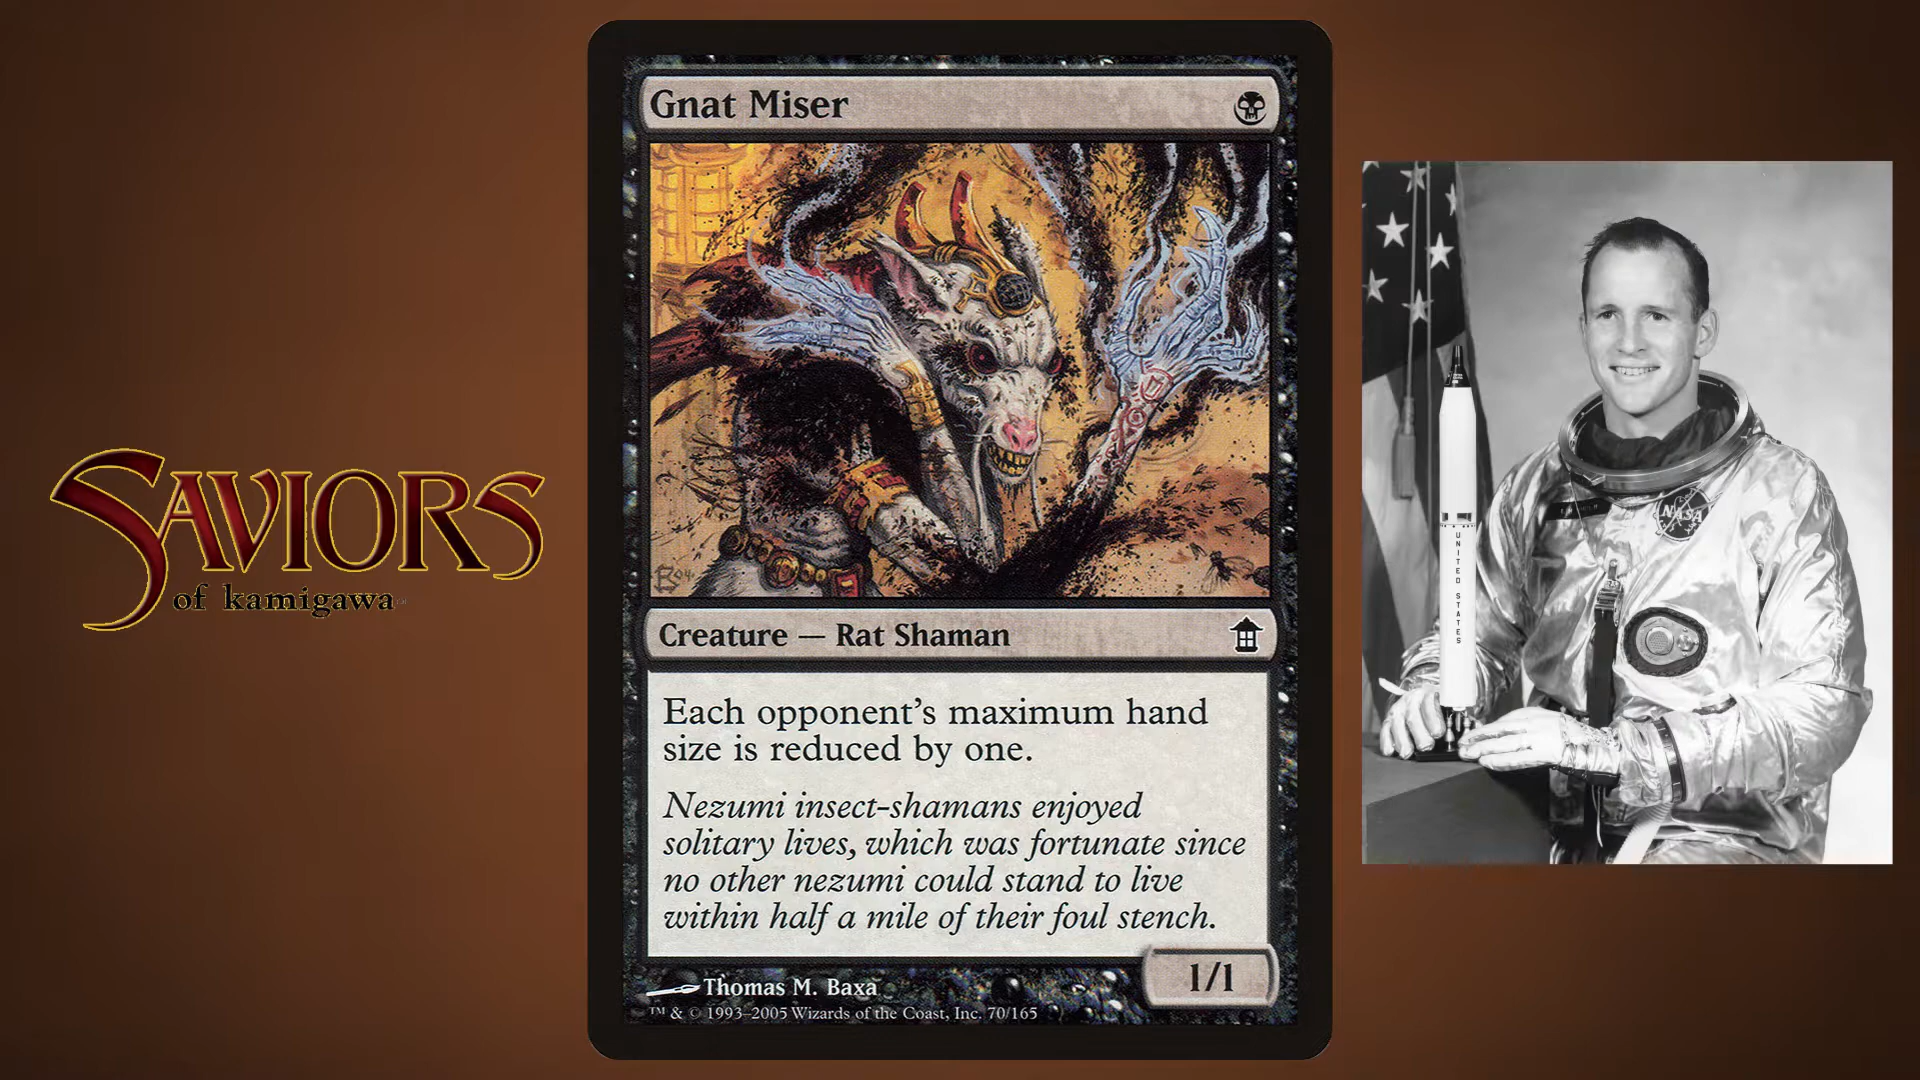 SAVIORS
of kamigawa
Gnat Miser
Creature — Rat Shaman
Each opponent's maximum hand
size is reduced by one.
Nezumi insect-shamans enjoyed
solitary lives, which was fortunate since
no other nezumi could stand to live
within half a mile of their foul stench.
1/1
Thomas M. Baxa
™ & © 1993–2005 Wizards of the Coast, Inc. 70/165
UNITED STATES
NASA